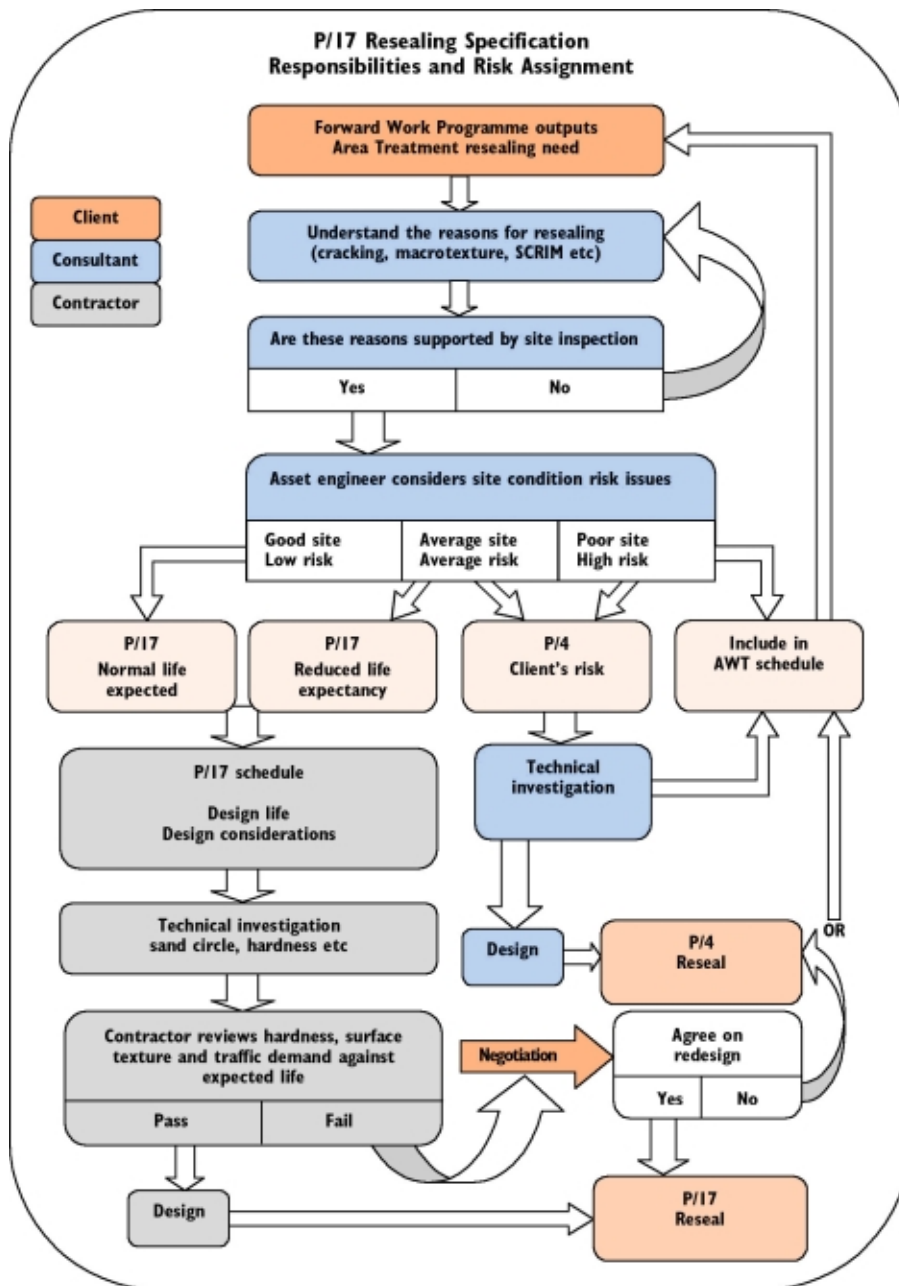 P/17 Resealing Specification
Responsibilities and Risk Assignment
Forward Work Programme outputs
Area Treatment resealing need
Client
Consultant
Contractor
Understand the reasons for resealing
(cracking, macrotexture, SCRIM etc)
Are these reasons supported by site inspection
Yes
No
Asset engineer considers site condition risk issues
Good site
Low risk
Average site
Average risk
Poor site
High risk
P/17
Normal life
expected
P/17
Reduced life
expectancy
P/4
Client's risk
Include in
AWT schedule
P/17 schedule
Design life
Design considerations
Technical
investigation
Technical investigation
sand circle, hardness etc
Design
P/4
Reseal
OR
Contractor reviews hardness, surface
texture and traffic demand against
expected life
Pass
Fail
Negotiation
Agree on
redesign
Yes
No
Design
P/17
Reseal